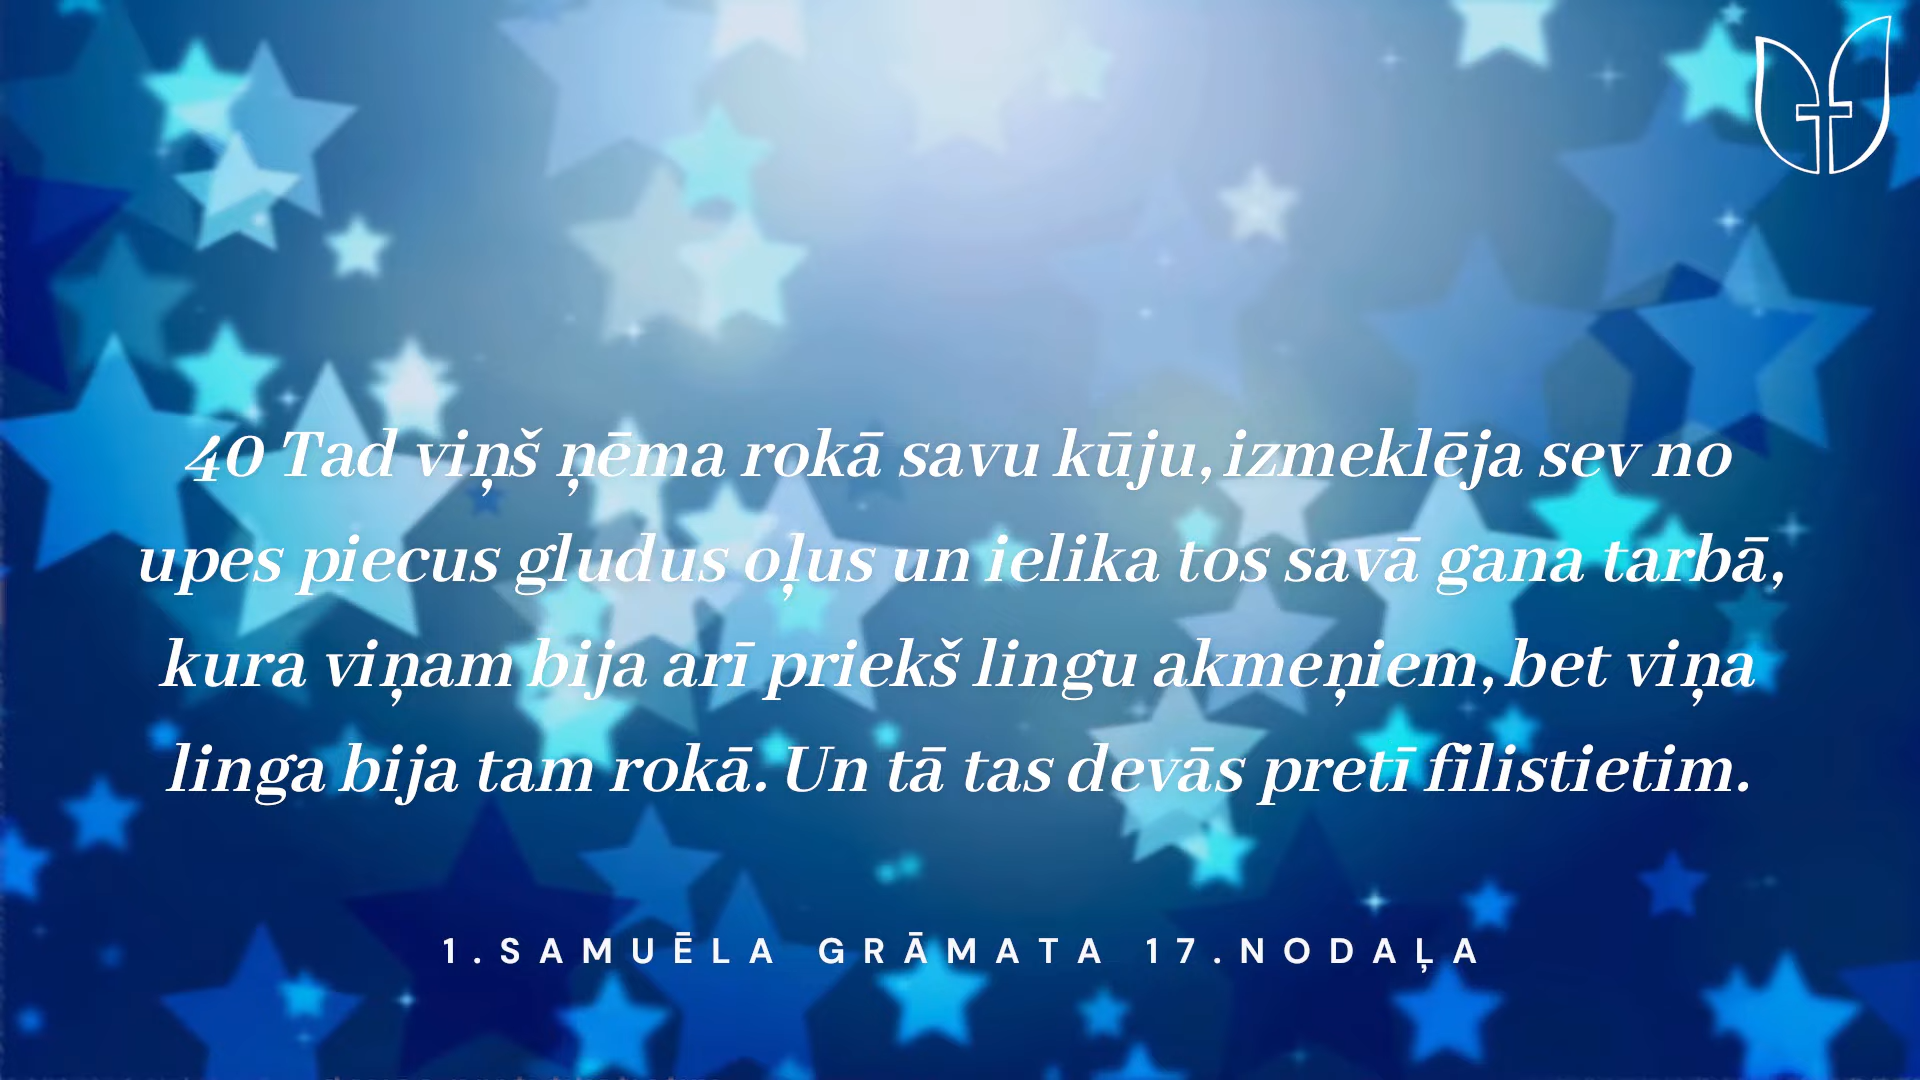 40 Tad viņš ņēma rokā savu kūju, izmeklēja sev no
upes piecus gludus oļus un ielika tos savā gana tarbā,
kura viņam bija arī priekš lingu akmeņiem, bet viņa
linga bija tam rokā. Un tā tas devās pretī filistietim.
1.SAMUĒLA GRĀMATA 17.NODAĻA